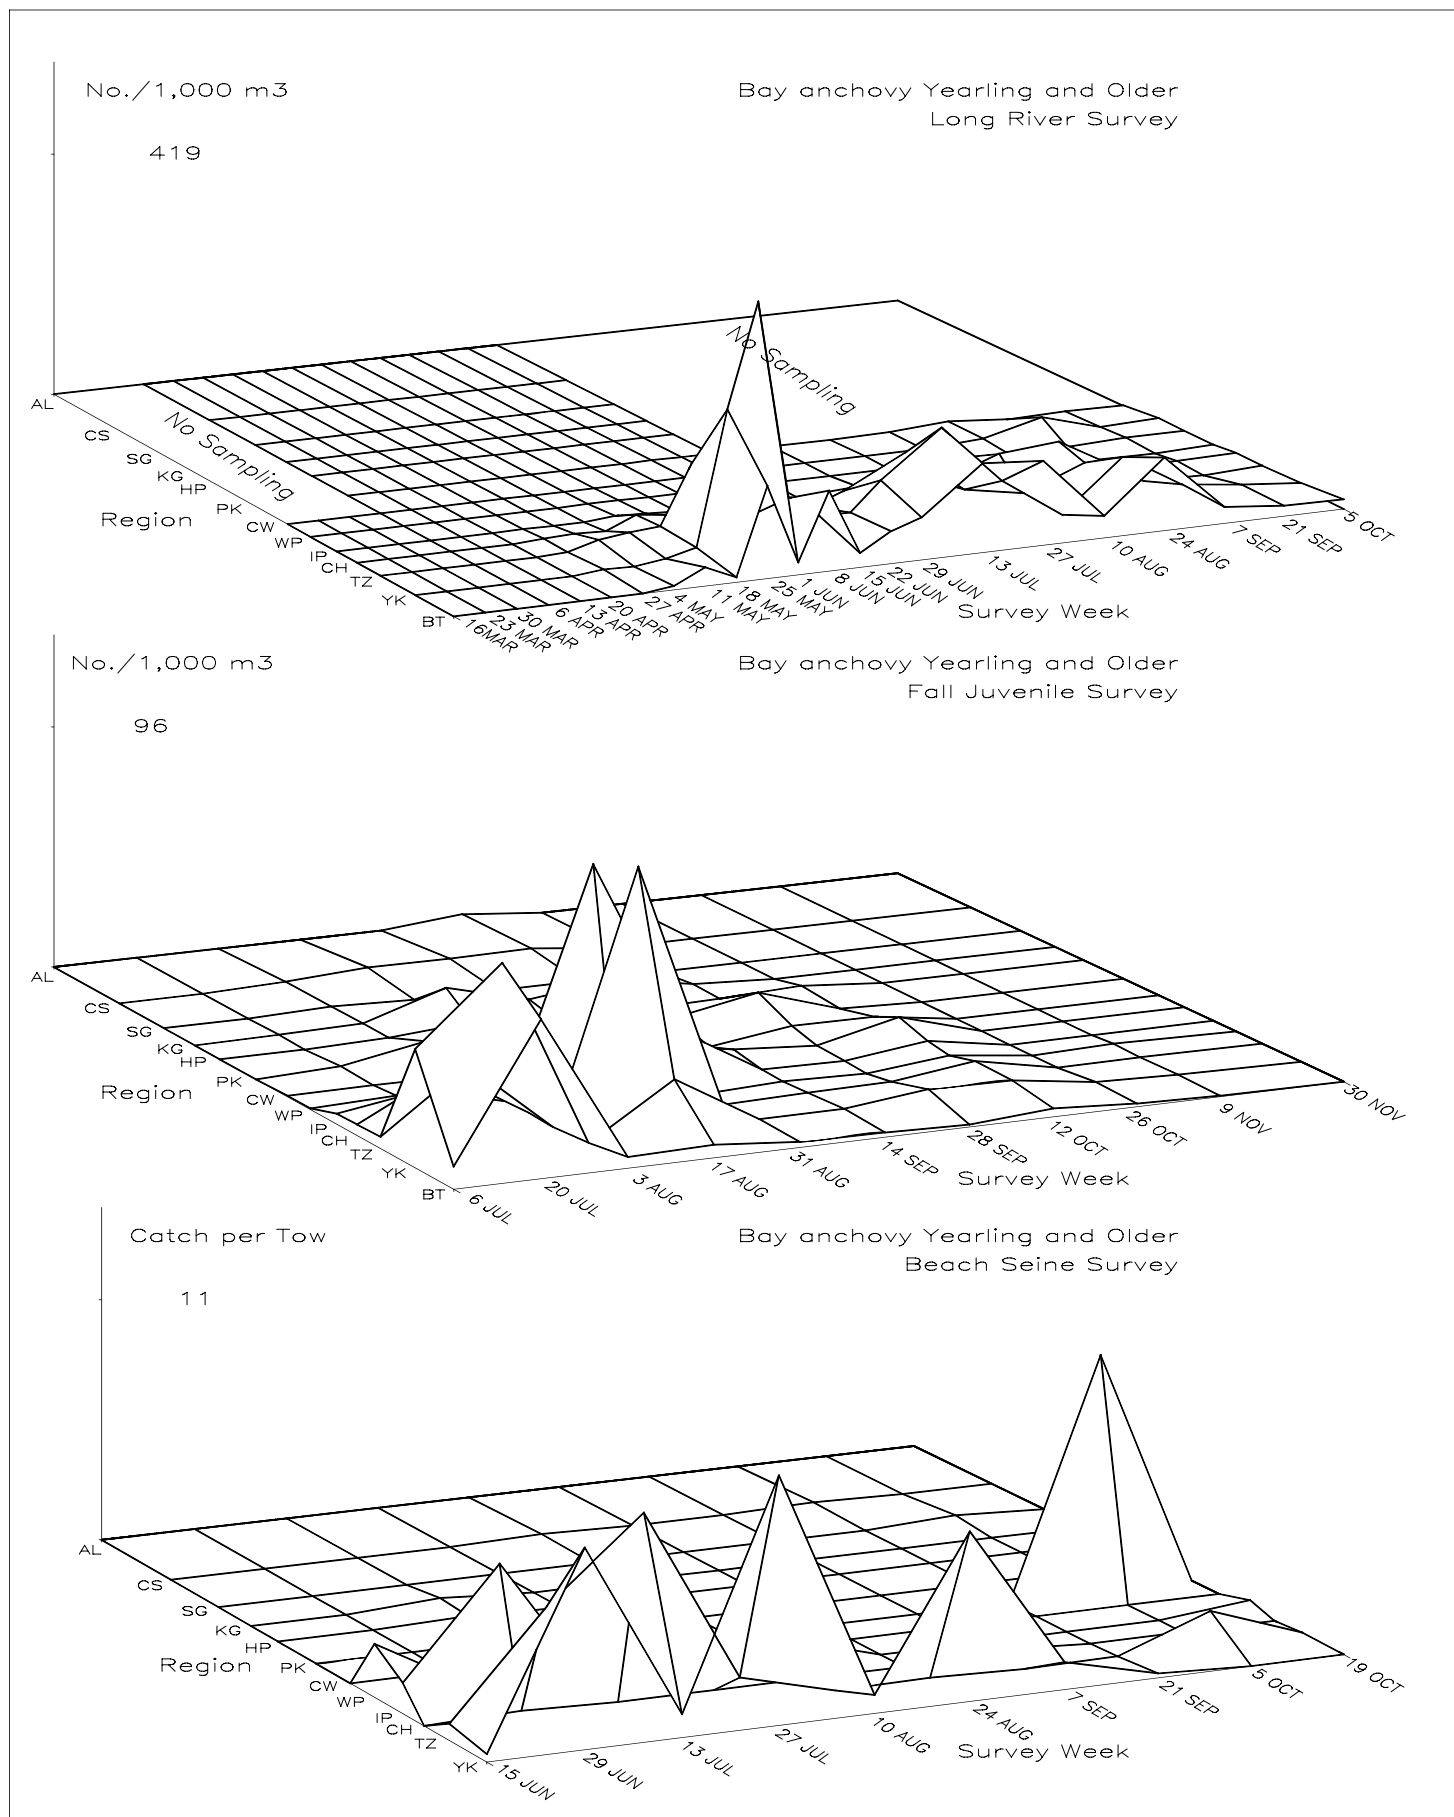 No./1,000 m3
Bay anchovy Yearling and Older
Long River Survey
419
No Sampling
AL
CS
No Sampling
SG
KG
HP
PK
Region
CW
WP
IP
CH
TZ
YK
BT
16MAR
23 MAR
30 MAR
6 APR
13 APR
20 APR
27 APR
4 MAY
11 MAY
18 MAY
25 MAY
1 JUN
8 JUN
15 JUN
22 JUN
29 JUN
13 JUL
27 JUL
10 AUG
24 AUG
7 SEP
21 SEP
5 OCT
Survey Week
No./1,000 m3
Bay anchovy Yearling and Older
Fall Juvenile Survey
96
AL
CS
SG
KG
HP
PK
Region
CW
WP
IP
CH
TZ
YK
BT
6 JUL
20 JUL
3 AUG
17 AUG
31 AUG
14 SEP
28 SEP
12 OCT
26 OCT
9 NOV
30 NOV
Survey Week
Catch per Tow
Bay anchovy Yearling and Older
Beach Seine Survey
11
AL
CS
SG
KG
HP
Region
PK
CW
WP
IP
CH
TZ
YK
15 JUN
29 JUN
13 JUL
27 JUL
10 AUG
24 AUG
7 SEP
21 SEP
5 OCT
19 OCT
Survey Week